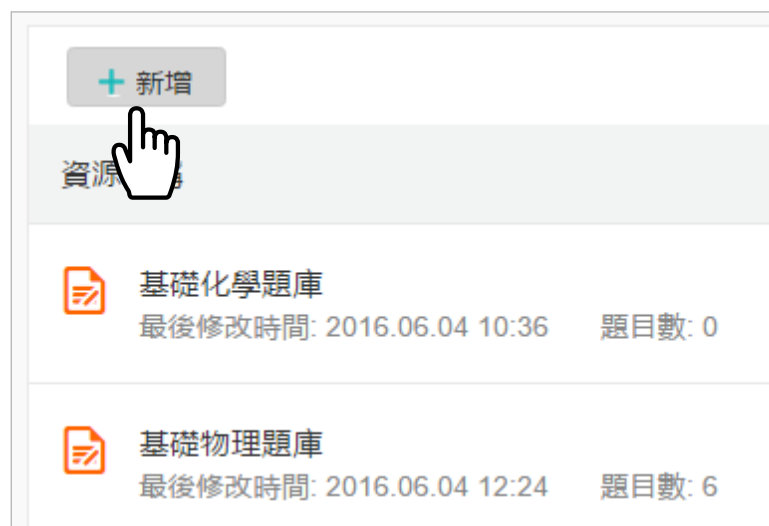 + 新增
資源
基礎化學題庫
最後修改時間: 2016.06.04 10:36 題目數: 0
基礎物理題庫
最後修改時間: 2016.06.04 12:24 題目數: 6